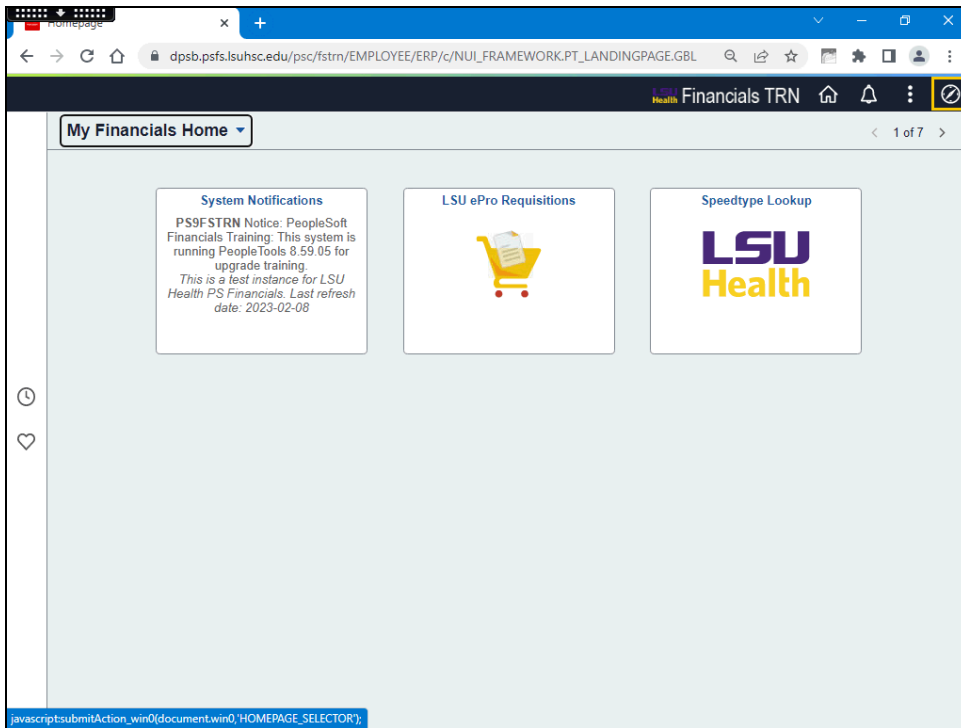 Homepage
dpsb.psfs.lsuhsc.edu/psc/fstrn/EMPLOYEE/ERP/c/NUI_FRAMEWORK.PT_LANDINGPAGE.GBL
LSU Health Financials TRN
My Financials Home
1 of 7
System Notifications
PS9FSTRN Notice: PeopleSoft
Financials Training: This system is
running PeopleTools 8.59.05 for
upgrade training.
This is a test instance for LSU
Health PS Financials. Last refresh
date: 2023-02-08
LSU ePro Requisitions
Speedtype Lookup
LSU
Health
javascript:submitAction_win0(document.win0,'HOMEPAGE_SELECTOR');